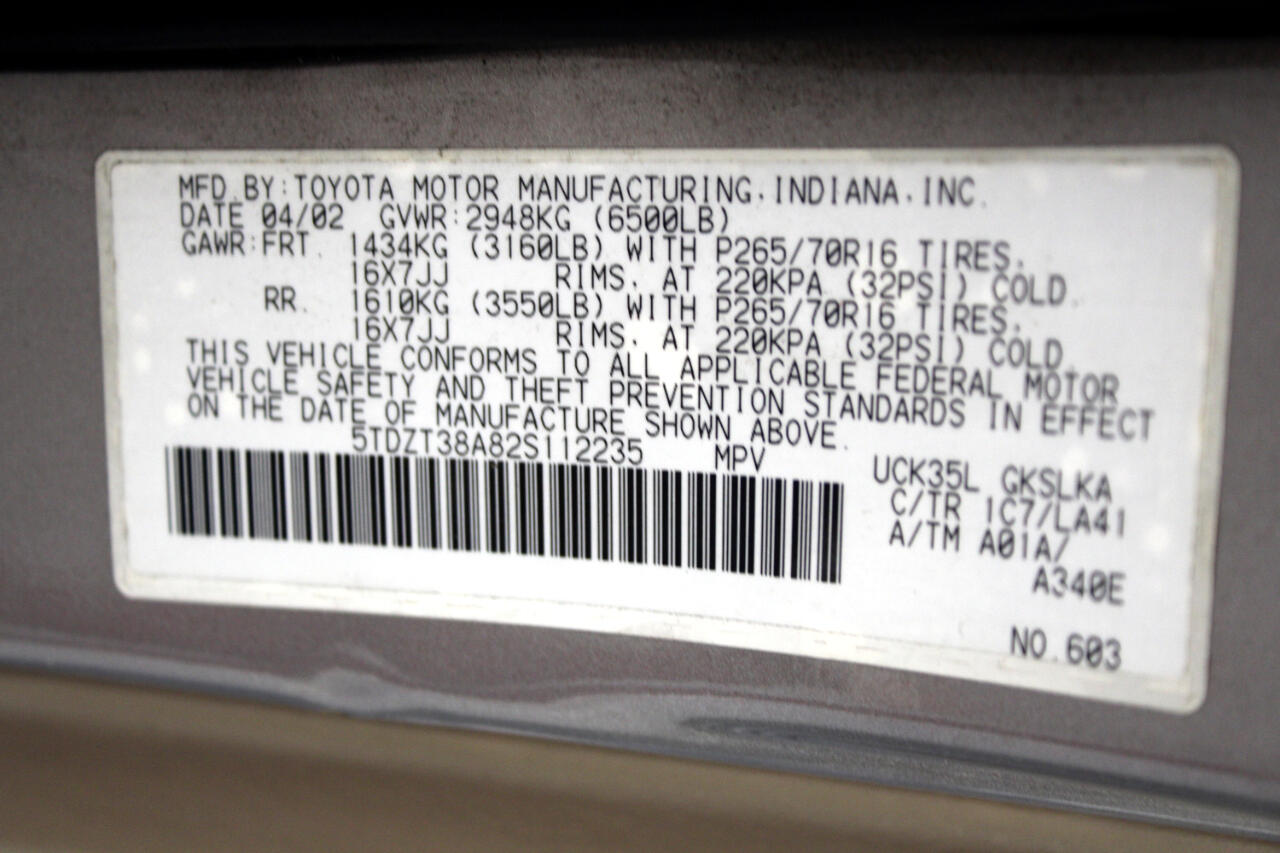 MFD.BY:TOYOTA MOTOR MANUFACTURING,INDIANA,INC.
DATE 04/02 GVWR:2948KG (6500LB)
GAWR:FRT. 1434KG (3160LB) WITH P265/70R16 TIRES,
16X7JJ RIMS, AT 220KPA (32PSI) COLD.
RR. 1610KG (3550LB) WITH P265/70R16 TIRES,
16X7JJ RIMS, AT 220KPA (32PSI) COLD.
THIS VEHICLE CONFORMS TO ALL APPLICABLE FEDERAL MOTOR
VEHICLE SAFETY AND THEFT PREVENTION STANDARDS IN EFFECT
ON THE DATE OF MANUFACTURE SHOWN ABOVE.
5TDZT38A82S112235 MPV
UCK35L GKSLKA
C/TR 1C7/LA41
A/TM A01A/
A340E
NO.603